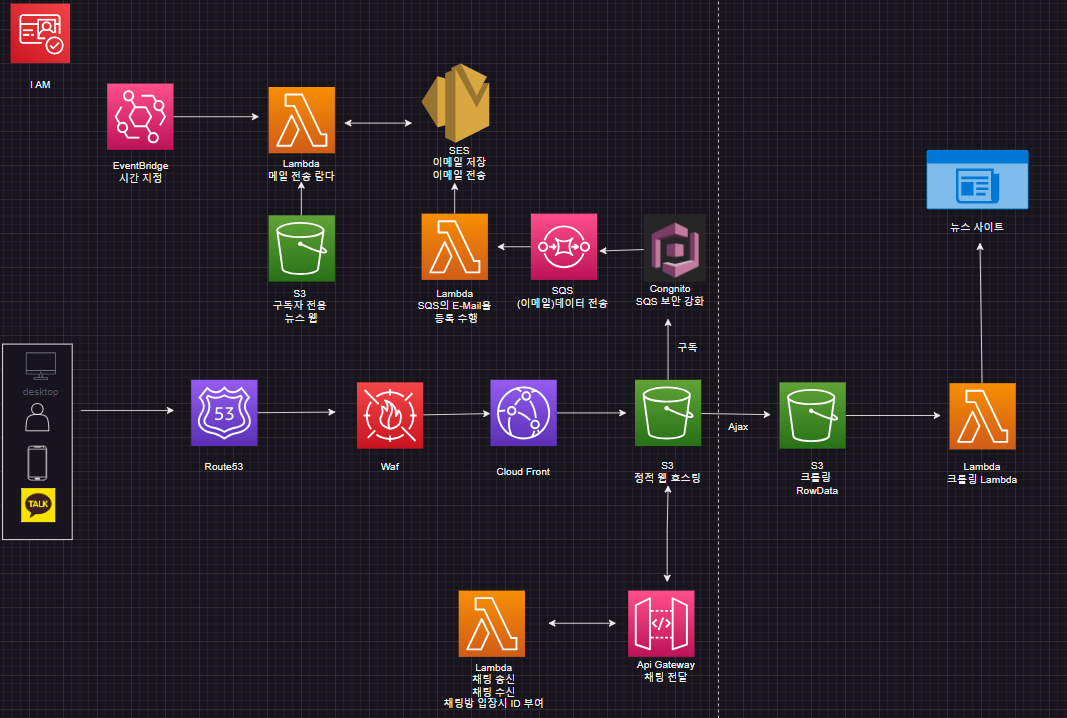 I AM
EventBridge
시간 지정
Lambda
메일 전송 람다
SES
이메일 저장
이메일 전송
S3
구독자 전용
뉴스 웹
Lambda
SQS의 E-Mail을
등록 수행
SQS
(이메일)데이터 전송
Congnito
SQS 보안 강화
뉴스 사이트
구독
desktop
TALK
53
Route53
Waf
Cloud Front
S3
정적 웹 호스팅
Ajax
S3
크롤링
RowData
Lambda
크롤링 Lambda
Lambda
채팅 송신
채팅 수신
채팅방 입장시 ID 부여
</>
Api Gateway
채팅 전달